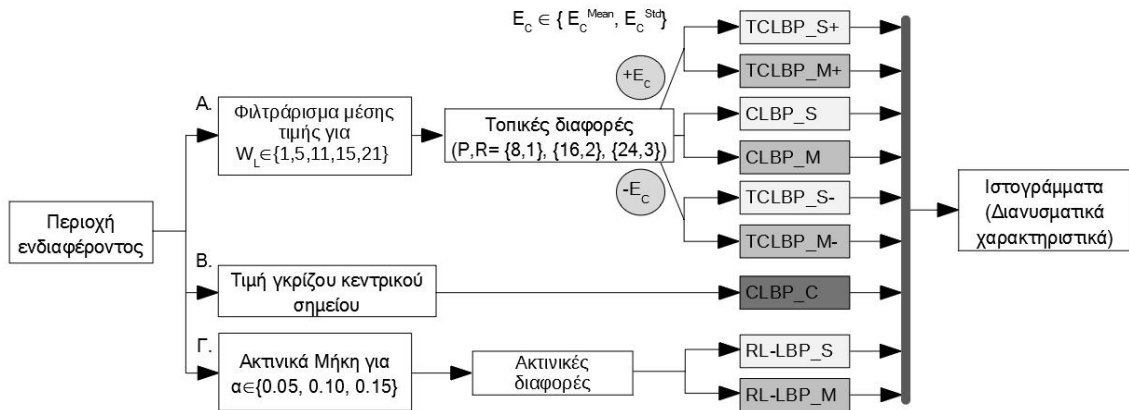 E_C ∈ { E_C^Mean, E_C^Std}
TCLBP_S+
TCLBP_M+
+E_C
Α.
Φιλτράρισμα μέσης
τιμής για
W_L∈{1,5,11,15,21}
Τοπικές διαφορές
(P,R= {8,1}, {16,2}, {24,3})
CLBP_S
CLBP_M
-E_C
TCLBP_S-
TCLBP_M-
Περιοχή
ενδιαφέροντος
Ιστογράμματα
(Διανυσματικά
χαρακτηριστικά)
Β.
Τιμή γκρίζου κεντρικού
σημείου
CLBP_C
Γ.
Ακτινικά Μήκη για
α∈{0.05, 0.10, 0.15}
Ακτινικές
διαφορές
RL-LBP_S
RL-LBP_M